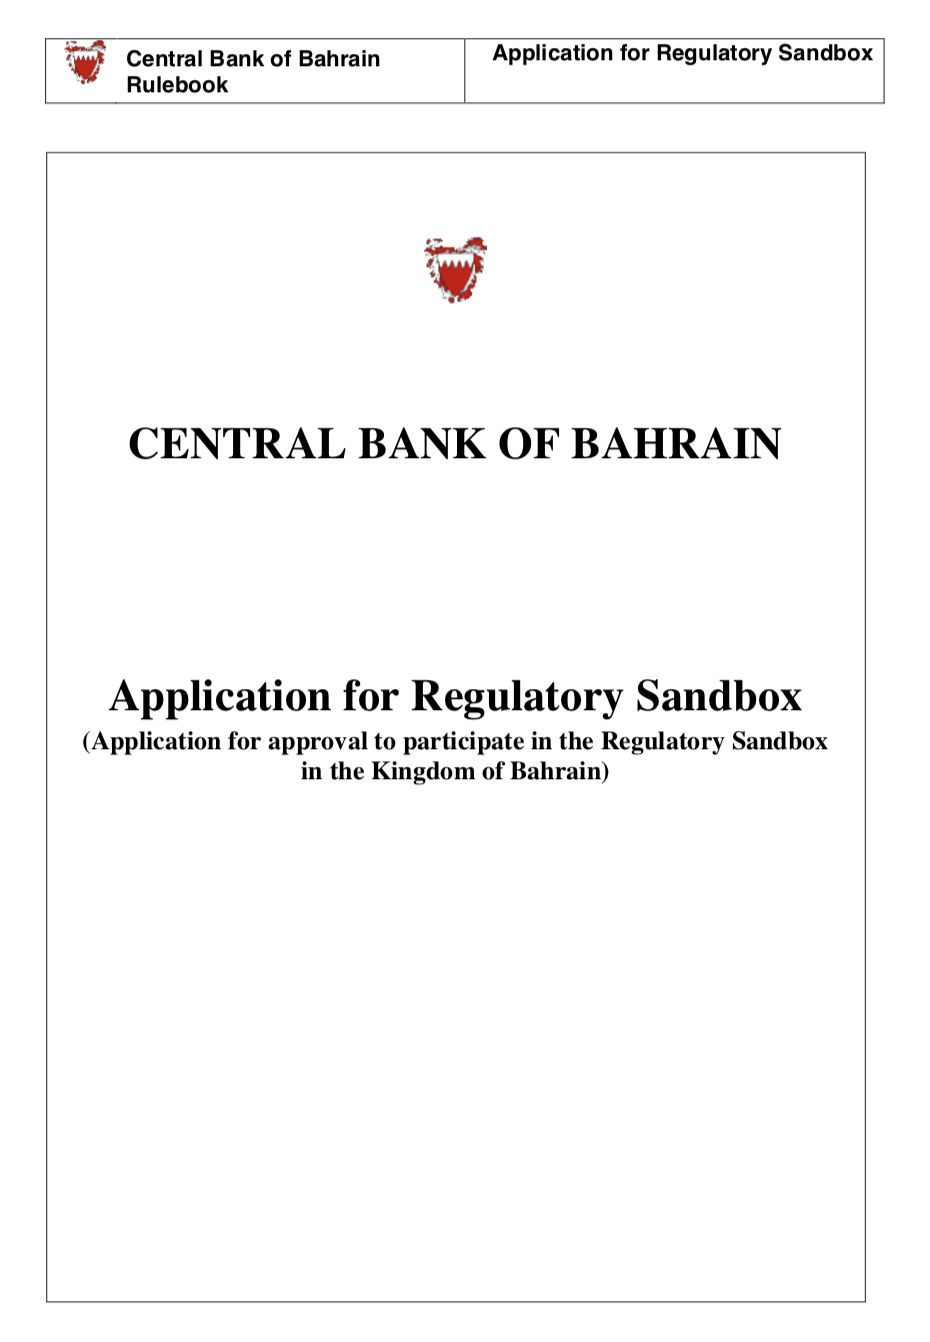 Central Bank of Bahrain
Rulebook
Application for Regulatory Sandbox
CENTRAL BANK OF BAHRAIN
Application for Regulatory Sandbox
(Application for approval to participate in the Regulatory Sandbox
in the Kingdom of Bahrain)